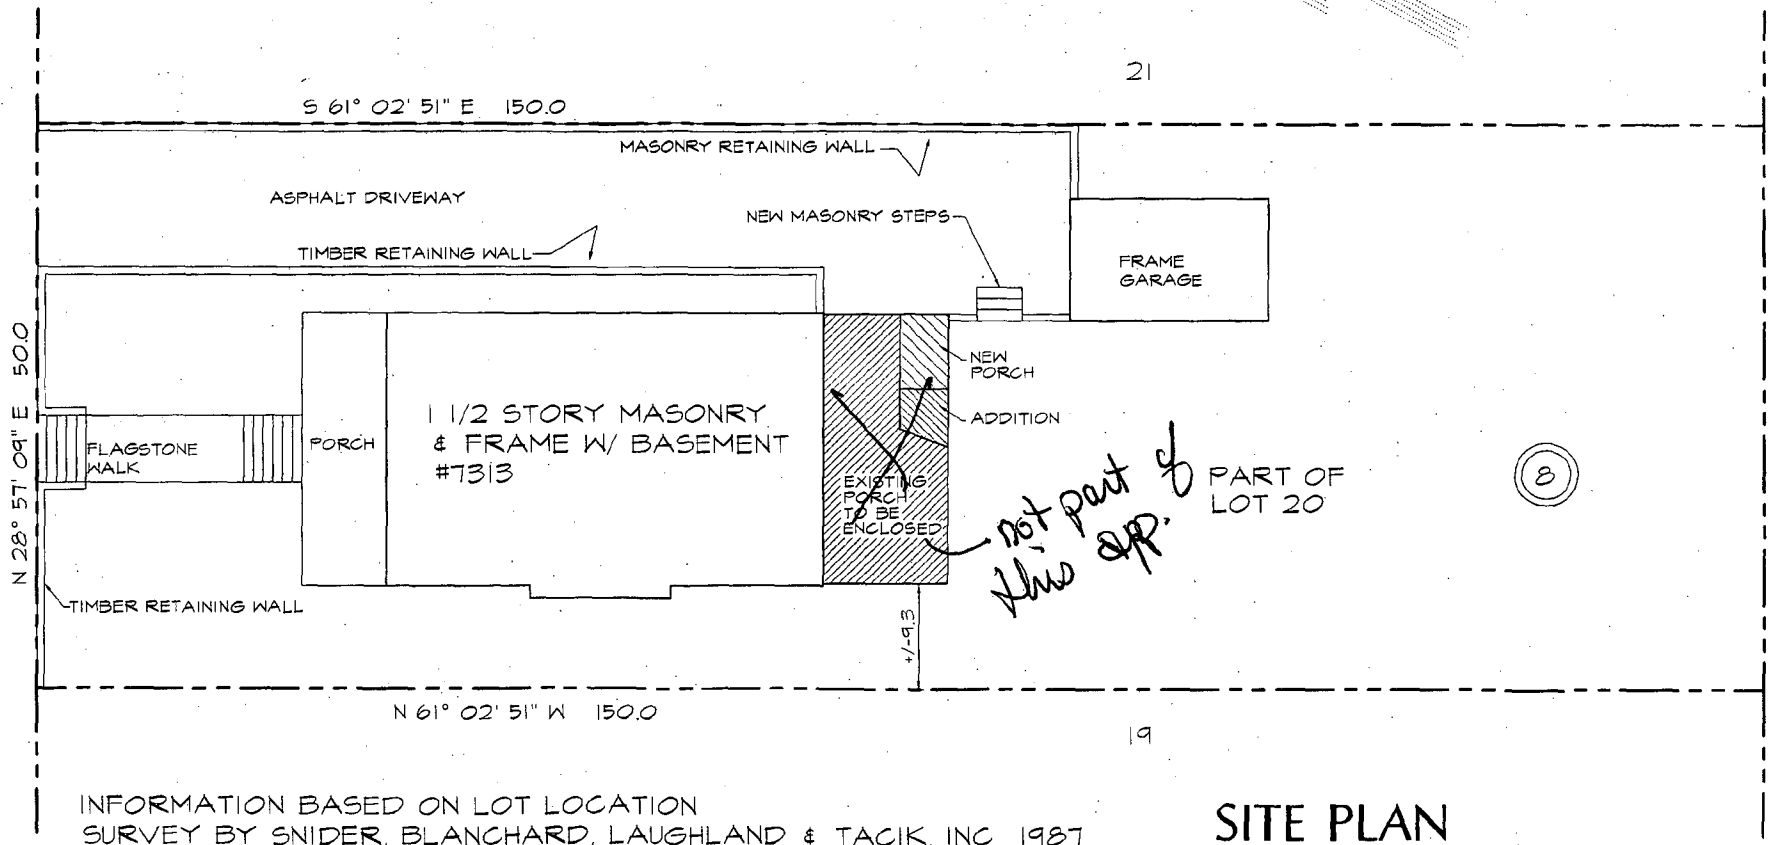 21
S 61° 02' 51" E 150.0
MASONRY RETAINING WALL
ASPHALT DRIVEWAY
NEW MASONRY STEPS
TIMBER RETAINING WALL
FRAME
GARAGE
N 28° 57' 09" E 50.0
NEW
PORCH
1 1/2 STORY MASONRY
& FRAME W/ BASEMENT
#7313
ADDITION
PORCH
FLAGSTONE
WALK
EXISTING
PORCH
TO BE
ENCLOSED
not part of
this app.
PART OF
LOT 20
8
TIMBER RETAINING WALL
+/-9.3
N 61° 02' 51" W 150.0
19
INFORMATION BASED ON LOT LOCATION
SURVEY BY SNIDER, BLANCHARD, LAUGHLAND & TACIK, INC 1987
SITE PLAN